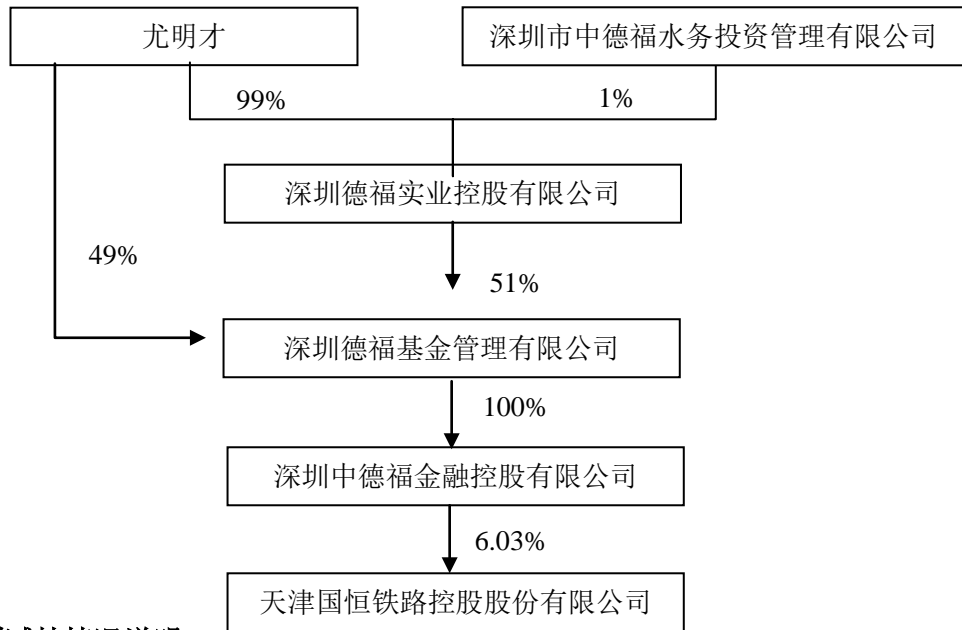 尤明才
深圳市中德福水务投资管理有限公司
99%
1%
深圳德福实业控股有限公司
49%
51%
深圳德福基金管理有限公司
100%
深圳中德福金融控股有限公司
6.03%
天津国恒铁路控股股份有限公司